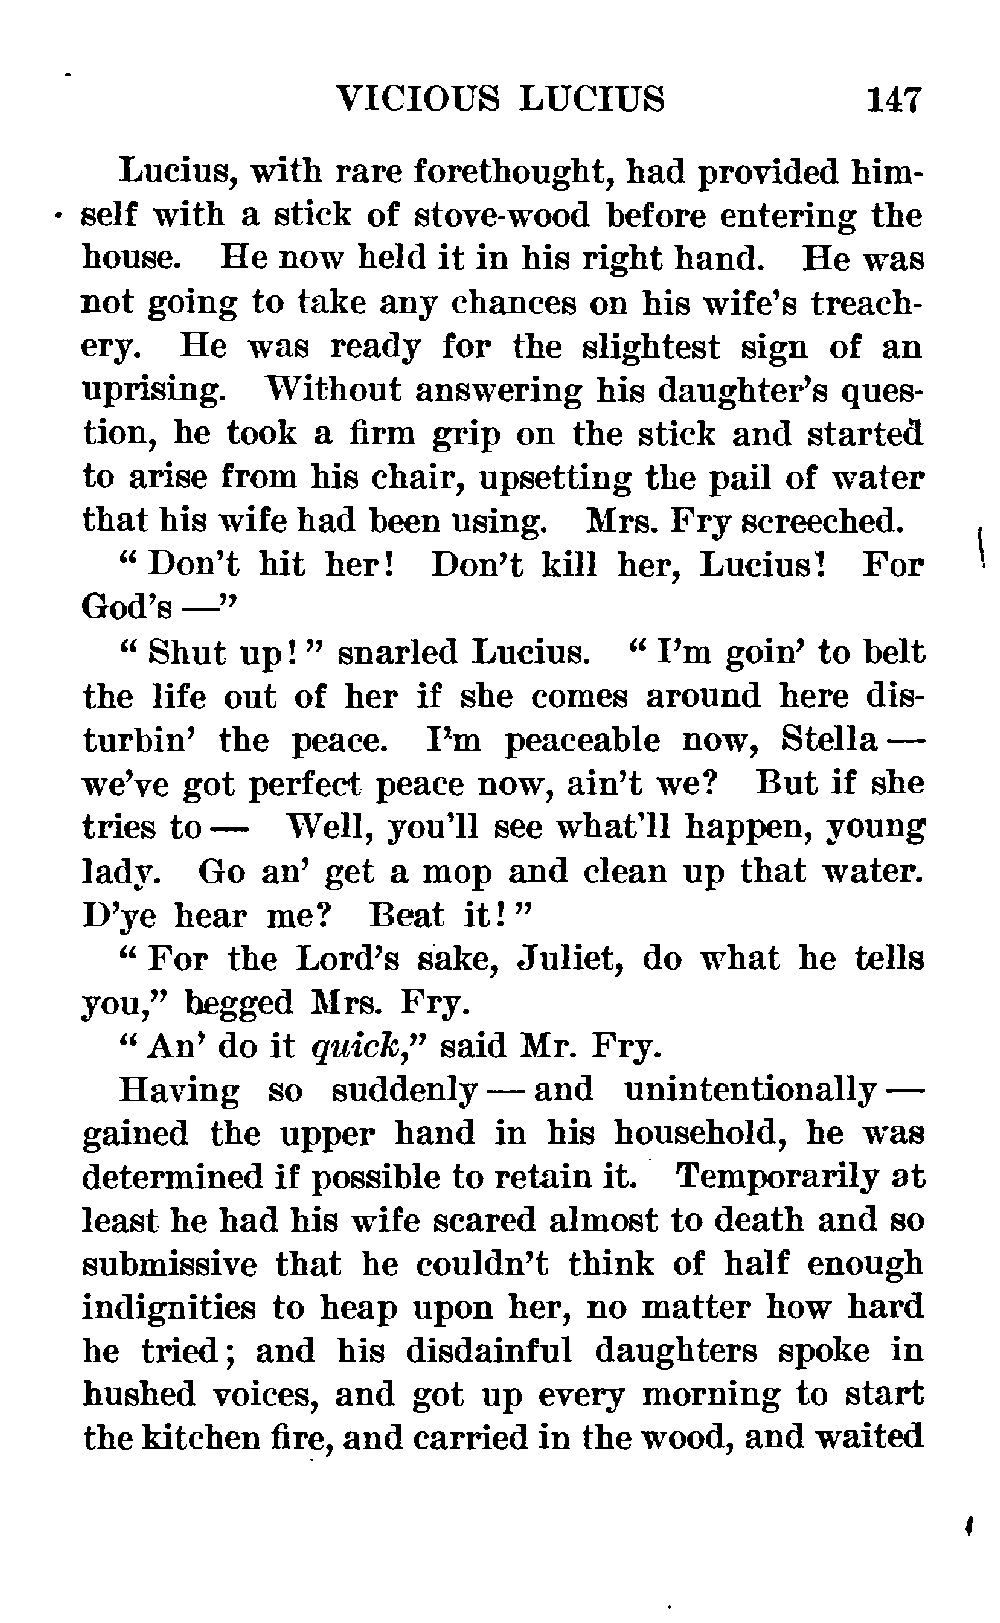 VICIOUS LUCIUS 147
Lucius, with rare forethought, had provided him-
self with a stick of stove-wood before entering the
house. He now held it in his right hand. He was
not going to take any chances on his wife's treach-
ery. He was ready for the slightest sign of an
uprising. Without answering his daughter's ques-
tion, he took a firm grip on the stick and started
to arise from his chair, upsetting the pail of water
that his wife had been using. Mrs. Fry screeched.
“ Don't hit her! Don't kill her, Lucius! For
God's —”
“ Shut up! ” snarled Lucius. “ I'm goin' to belt
the life out of her if she comes around here dis-
turbin' the peace. I'm peaceable now, Stella —
we've got perfect peace now, ain't we? But if she
tries to — Well, you'll see what'll happen, young
lady. Go an' get a mop and clean up that water.
D'ye hear me? Beat it! ”
“ For the Lord's sake, Juliet, do what he tells
you,” begged Mrs. Fry.
“ An' do it quick,” said Mr. Fry.
Having so suddenly — and unintentionally —
gained the upper hand in his household, he was
determined if possible to retain it. Temporarily at
least he had his wife scared almost to death and so
submissive that he couldn't think of half enough
indignities to heap upon her, no matter how hard
he tried; and his disdainful daughters spoke in
hushed voices, and got up every morning to start
the kitchen fire, and carried in the wood, and waited